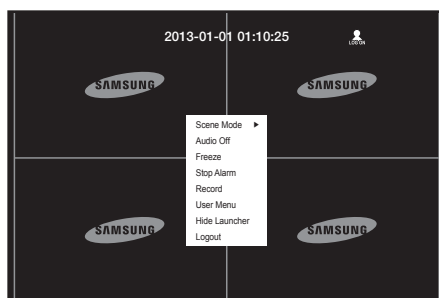 2013-01-01 01:10:25
LOG ON
SAMSUNG
SAMSUNG
Scene Mode
Audio Off
Freeze
Stop Alarm
Record
User Menu
Hide Launcher
Logout
SAMSUNG
SAMSUNG